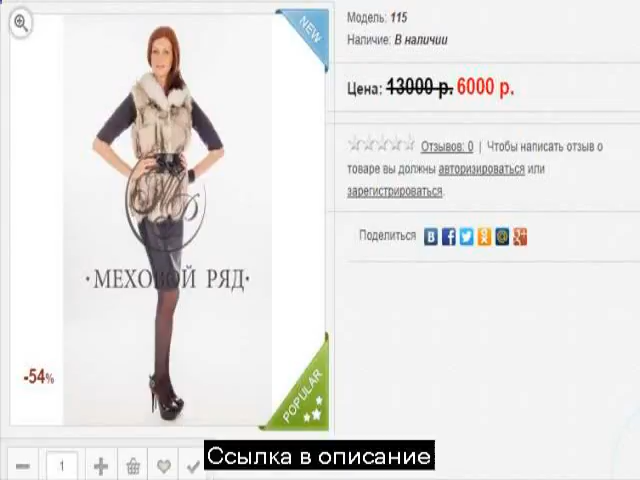 NEW
Модель: 115
Наличие: В наличии
Цена: 13000 р. 6000 р.
Отзывов: 0 | Чтобы написать отзыв о
товаре вы должны авторизироваться или
зарегистрироваться.
Поделиться
·МЕХОВОЙ РЯД·
-54%
POPULAR
1
Ссылка в описание